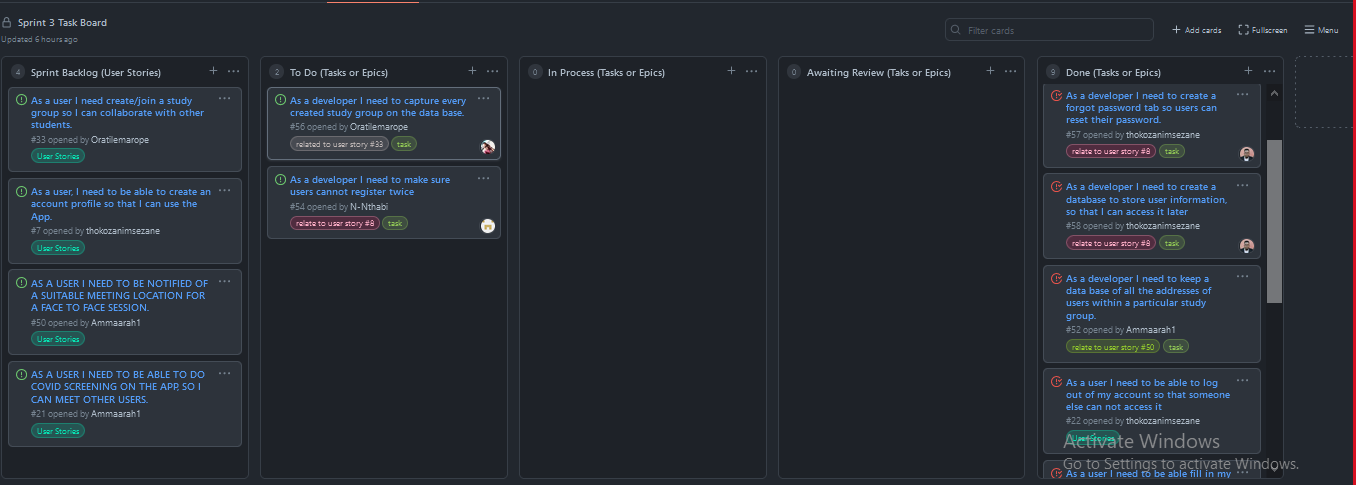 Sprint 3 Task Board
Updated 6 hours ago
Filter cards
Add cards
Fullscreen
Menu
4 Sprint Backlog (User Stories)
As a user I need create/join a study
group so I can collaborate with other
students.
#33 opened by Oratilemarope
User Stories
As a user, I need to be able to create an
account profile so that I can use the
App.
#7 opened by thokozanimsezane
User Stories
AS A USER I NEED TO BE NOTIFIED OF
A SUITABLE MEETING LOCATION FOR
A FACE TO FACE SESSION.
#50 opened by Ammaarah1
User Stories
AS A USER I NEED TO BE ABLE TO DO
COVID SCREENING ON THE APP, SO I
CAN MEET OTHER USERS.
#21 opened by Ammaarah1
User Stories
2 To Do (Tasks or Epics)
As a developer I need to capture every
created study group on the data base.
#56 opened by Oratilemarope
related to user story #33 task
As a developer I need to make sure
users cannot register twice
#54 opened by N-Nthabi
relate to user story #8 task
0 In Process (Tasks or Epics)
0 Awaiting Review (Taks or Epics)
9 Done (Tasks or Epics)
As a developer I need to create a
forgot password tab so users can
reset their password.
#57 opened by thokozanimsezane
relate to user story #8 task
As a developer I need to create a
database to store user information,
so that I can access it later
#58 opened by thokozanimsezane
relate to user story #8 task
As a developer I need to keep a
data base of all the addresses of
users within a particular study
group.
#52 opened by Ammaarah1
relate to user story #50 task
As a user I need to be able to log
out of my account so that someone
else can not access it
#22 opened by thokozanimsezane
User Stories
As a user I need to be able fill in my
Activate Windows
Go to Settings to activate Windows.